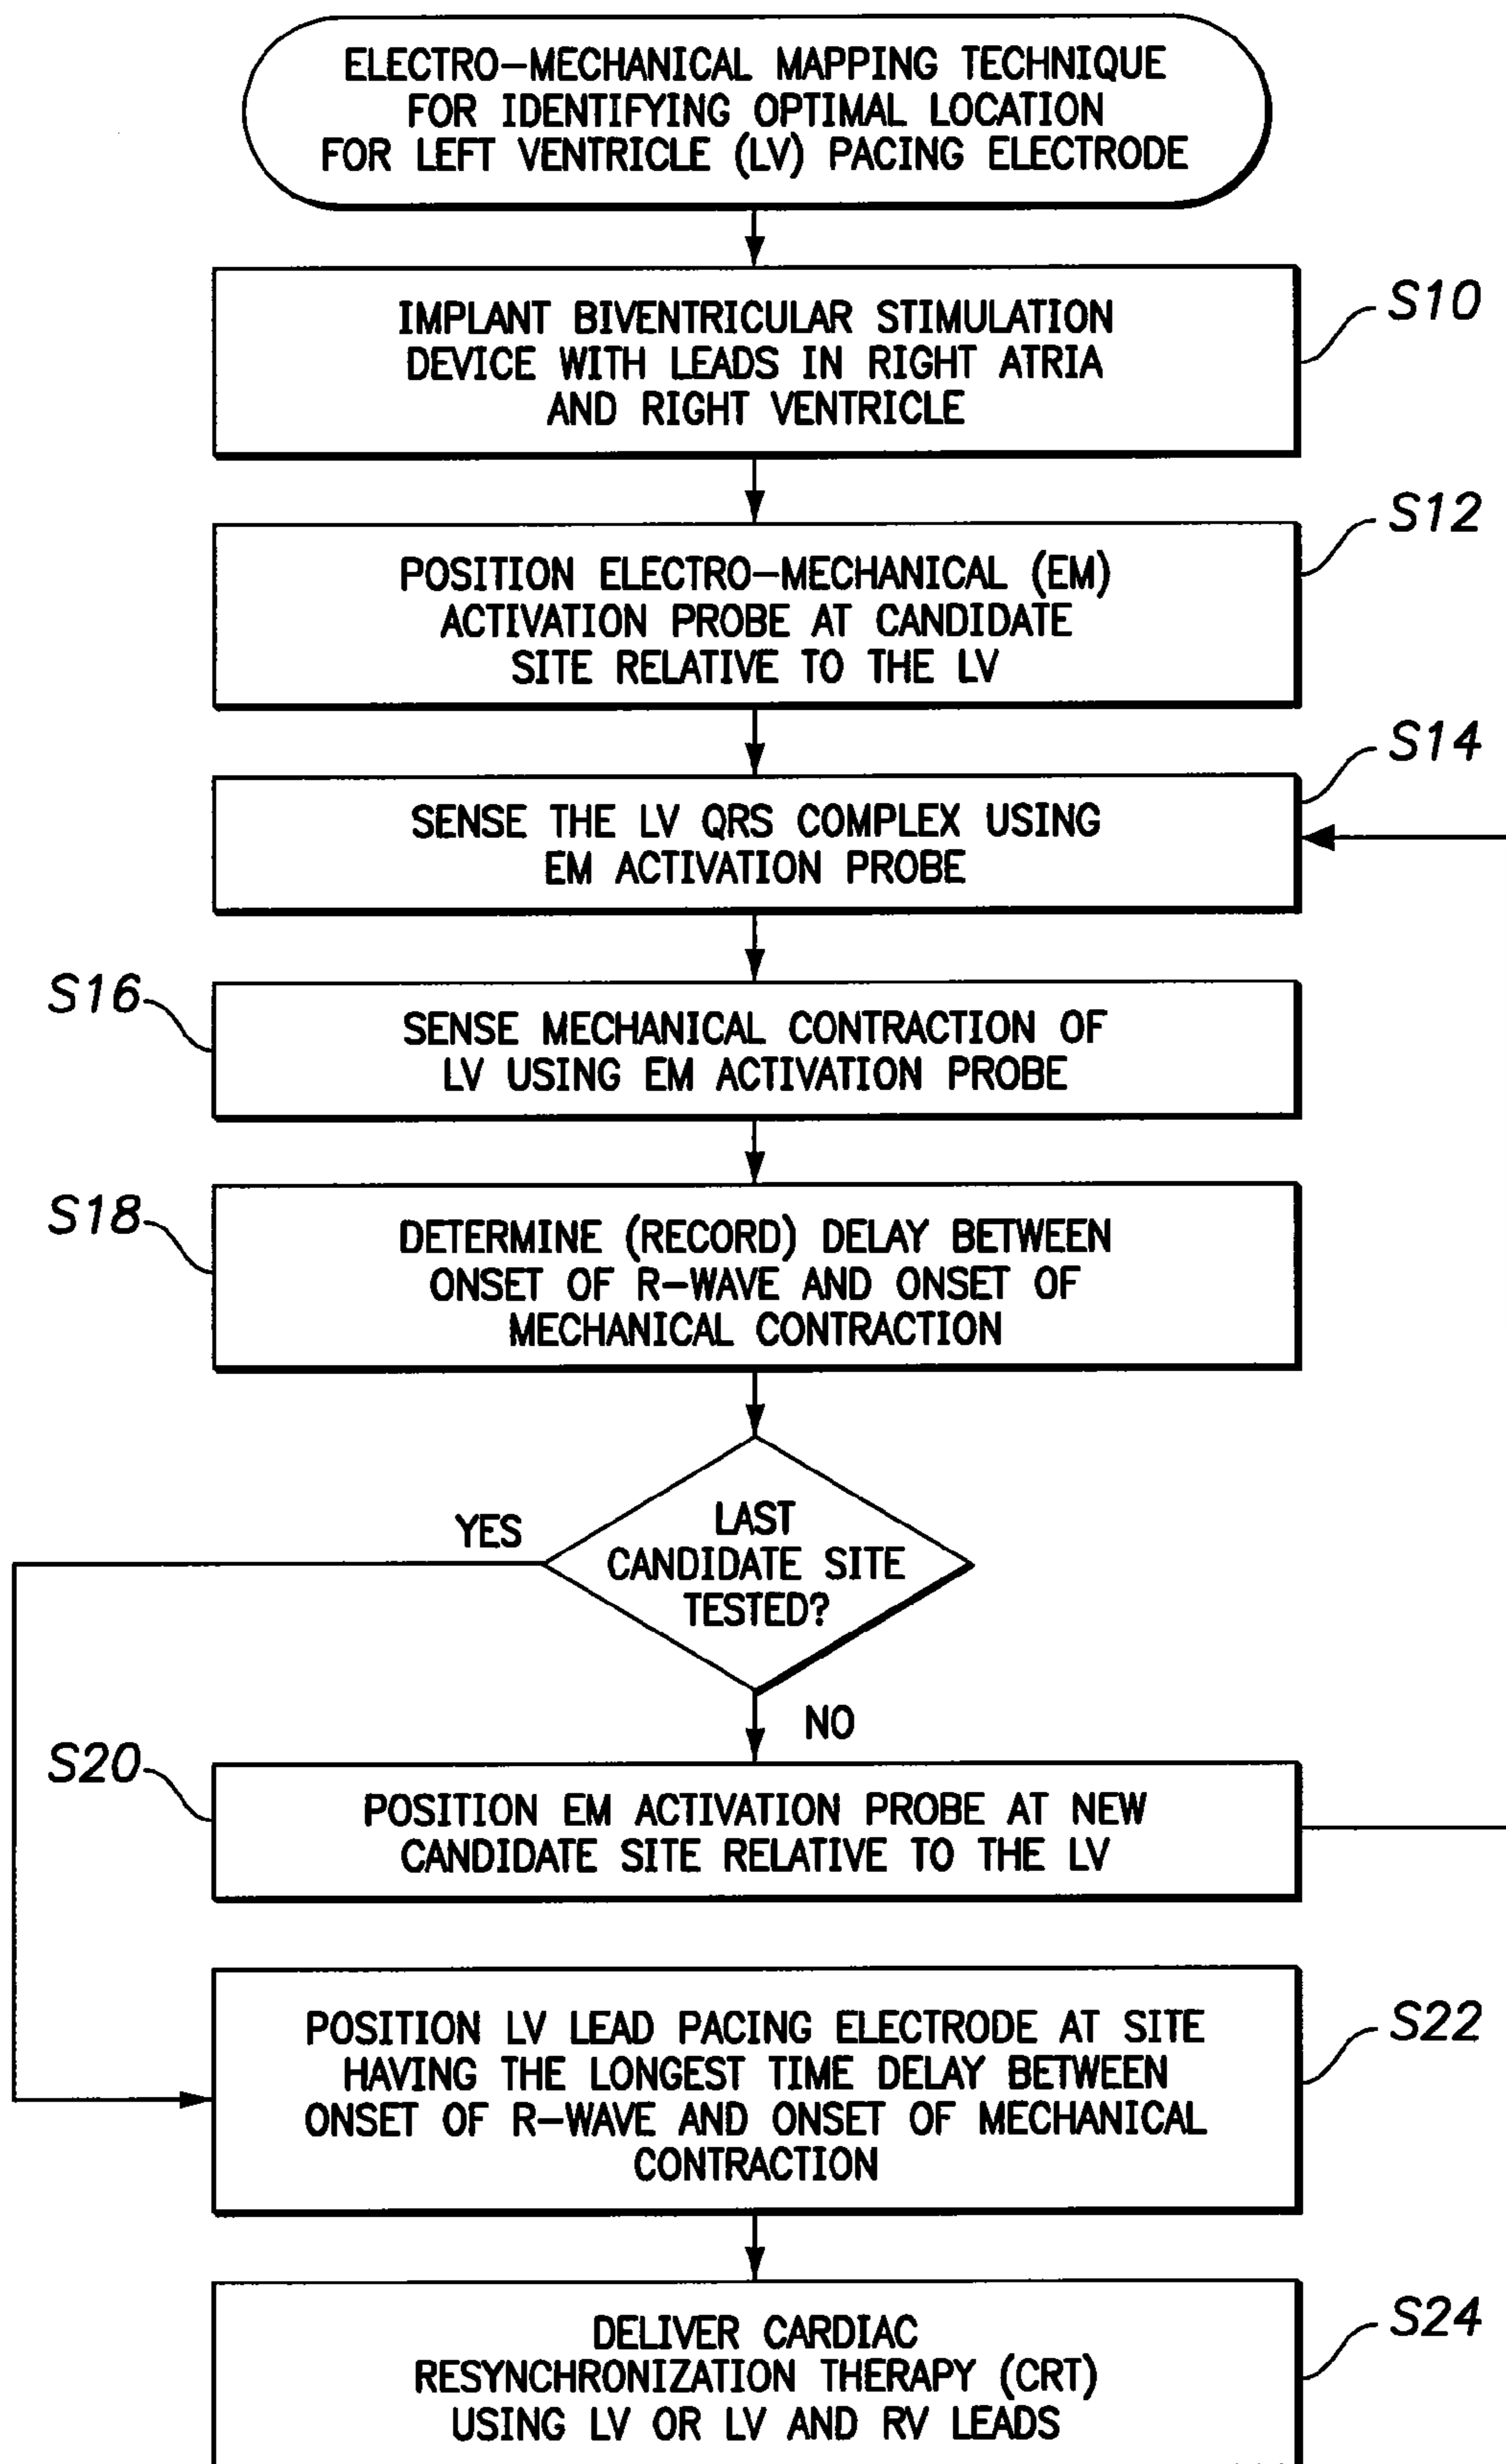 ELECTRO-MECHANICAL MAPPING TECHNIQUE
FOR IDENTIFYING OPTIMAL LOCATION
FOR LEFT VENTRICLE (LV) PACING ELECTRODE
IMPLANT BIVENTRICULAR STIMULATION
DEVICE WITH LEADS IN RIGHT ATRIA
AND RIGHT VENTRICLE
S10
POSITION ELECTRO-MECHANICAL (EM)
ACTIVATION PROBE AT CANDIDATE
SITE RELATIVE TO THE LV
S12
SENSE THE LV QRS COMPLEX USING
EM ACTIVATION PROBE
S14
S16
SENSE MECHANICAL CONTRACTION OF
LV USING EM ACTIVATION PROBE
S18
DETERMINE (RECORD) DELAY BETWEEN
ONSET OF R-WAVE AND ONSET OF
MECHANICAL CONTRACTION
YES
LAST
CANDIDATE SITE
TESTED?
NO
S20
POSITION EM ACTIVATION PROBE AT NEW
CANDIDATE SITE RELATIVE TO THE LV
POSITION LV LEAD PACING ELECTRODE AT SITE
HAVING THE LONGEST TIME DELAY BETWEEN
ONSET OF R-WAVE AND ONSET OF MECHANICAL
CONTRACTION
S22
DELIVER CARDIAC
RESYNCHRONIZATION THERAPY (CRT)
USING LV OR LV AND RV LEADS
S24